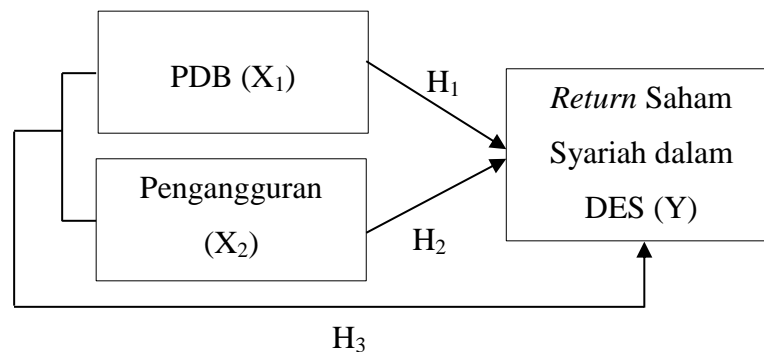 PDB (X₁)
H₁
Return Saham
Syariah dalam
DES (Y)
Pengangguran
(X₂)
H₂
H₃